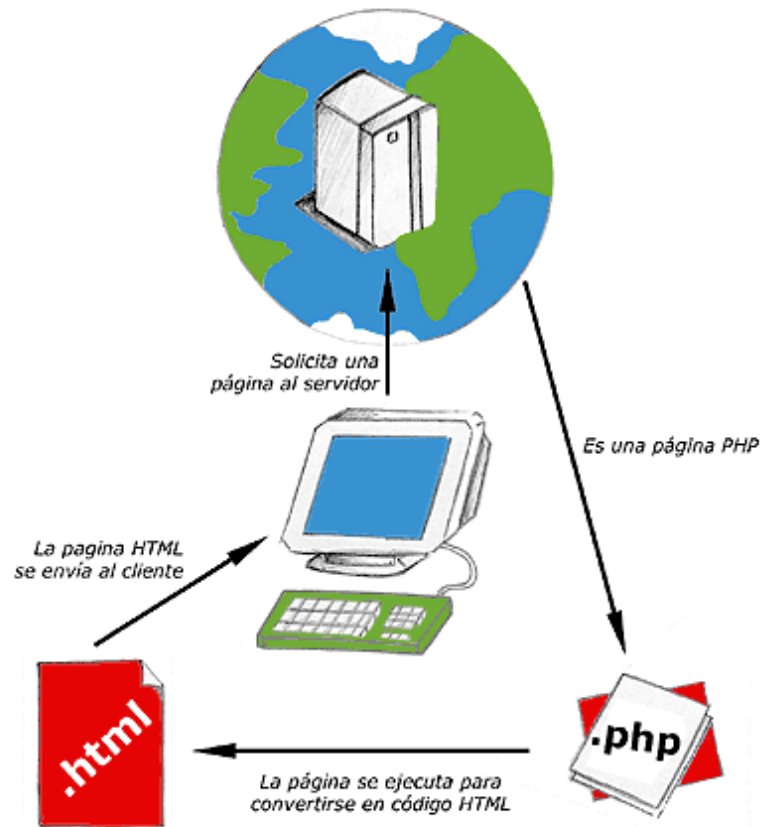 Solicita una
página al servidor
Es una página PHP
La pagina HTML
se envía al cliente
.html
.php
La página se ejecuta para
convertirse en código HTML